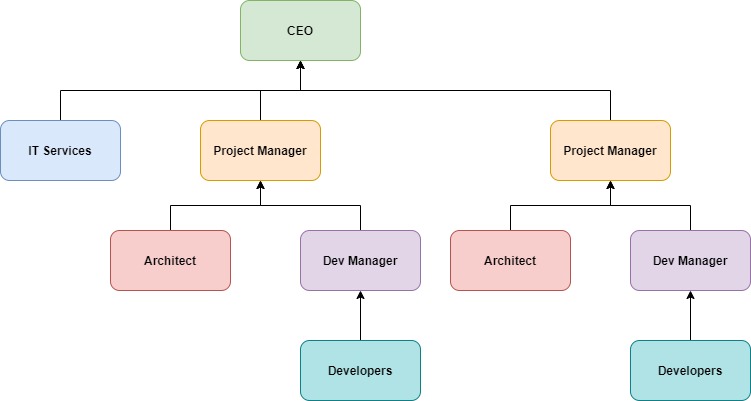 CEO
IT Services
Project Manager
Project Manager
Architect
Dev Manager
Architect
Dev Manager
Developers
Developers